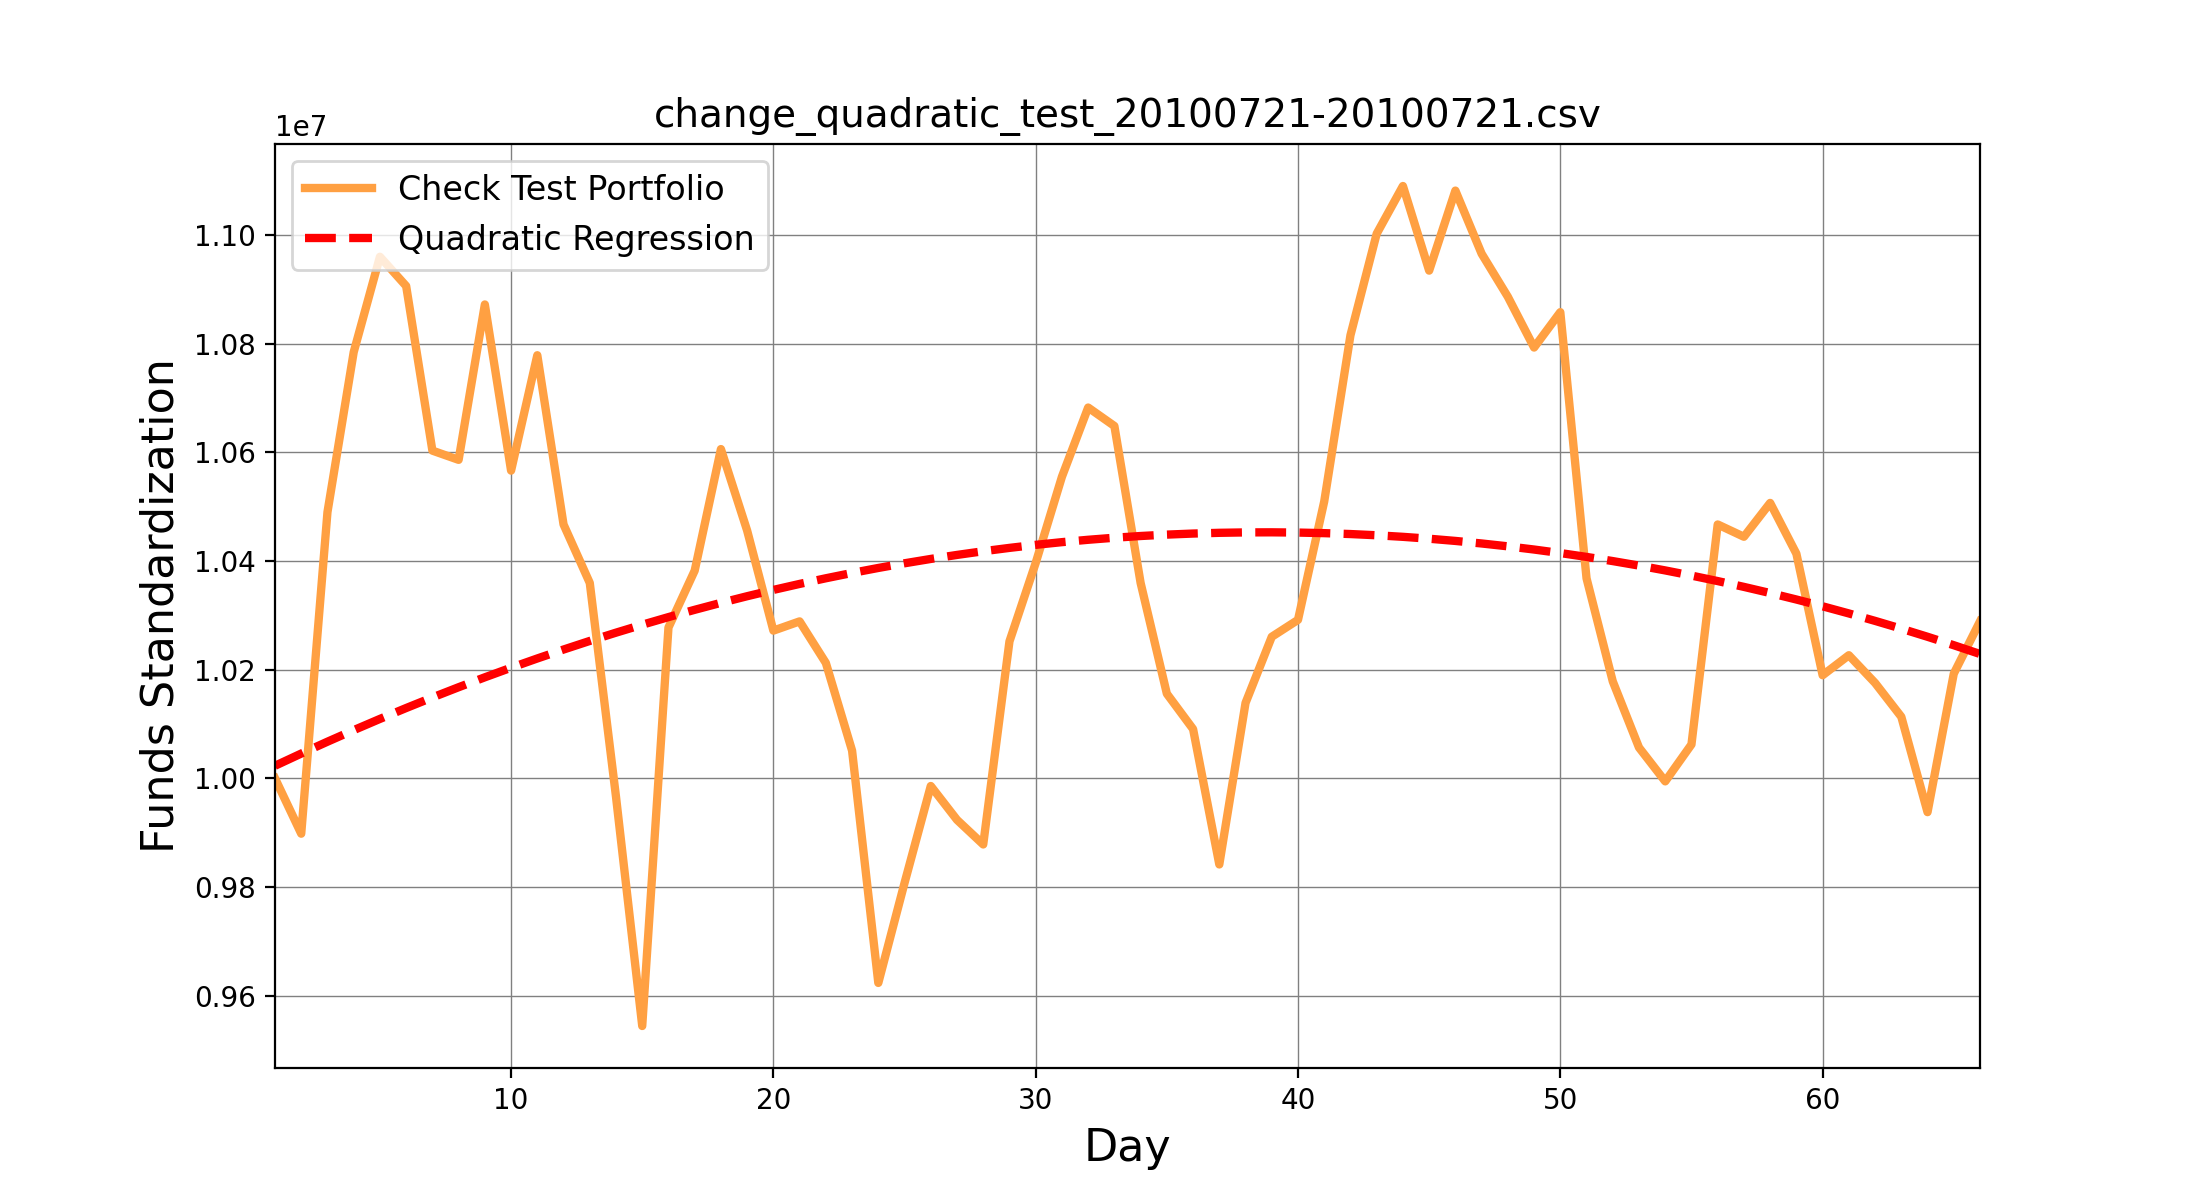 change_quadratic_test_20100721-20100721.csv
1e7
Check Test Portfolio
Quadratic Regression
1.10
1.08
1.06
1.04
1.02
1.00
0.98
0.96
Funds Standardization
10 20 30 40 50 60
Day